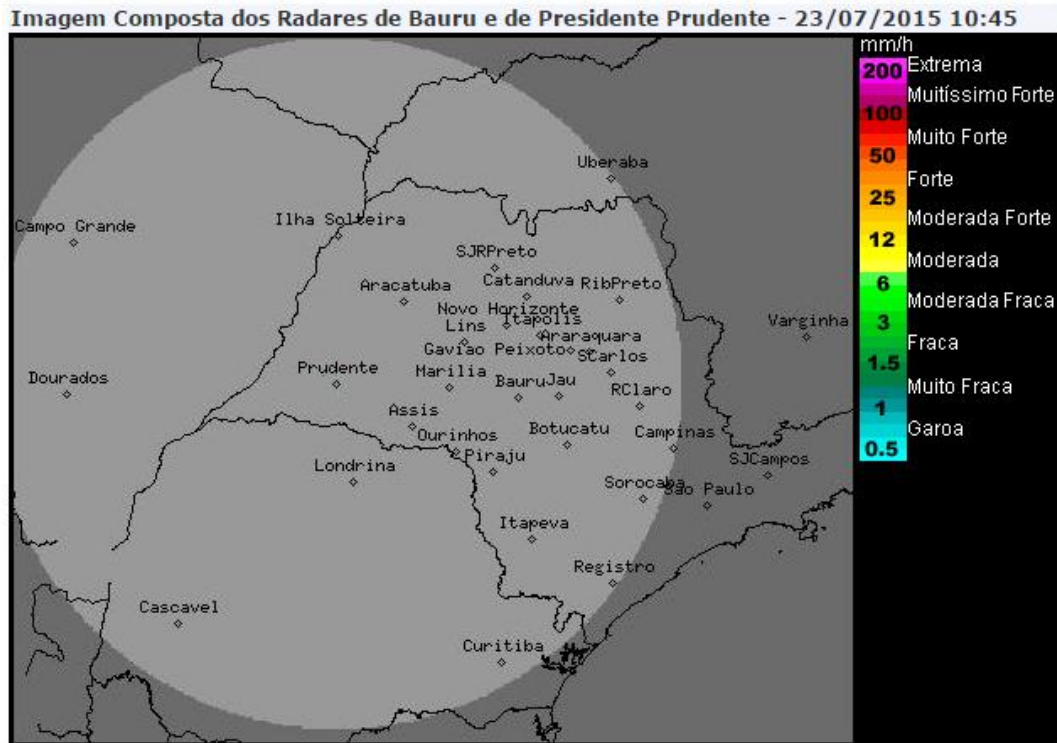 Imagem Composta dos Radares de Bauru e de Presidente Prudente - 23/07/2015 10:45
mm/h
200 Extrema
Muitíssimo Forte
100
Muito Forte
50
Forte
25
Moderada Forte
12
Moderada
6
Moderada Fraca
3
Fraca
1.5
Muito Fraca
1
Garoa
0.5
Uberaba
Campo Grande
Ilha Solteira
SJRPreto
Aracatuba
Catanduva
RibPreto
Novo Horizonte
Itapolis
Lins
Araraquara
Varginha
Gaviao Peixoto
SCarlos
Dourados
Prudente
Marilia
Bauru
Jau
RClaro
Assis
Ourinhos
Botucatu
Campinas
Piraju
Londrina
SJCampos
Sorocaba
Sao Paulo
Itapeva
Registro
Cascavel
Curitiba